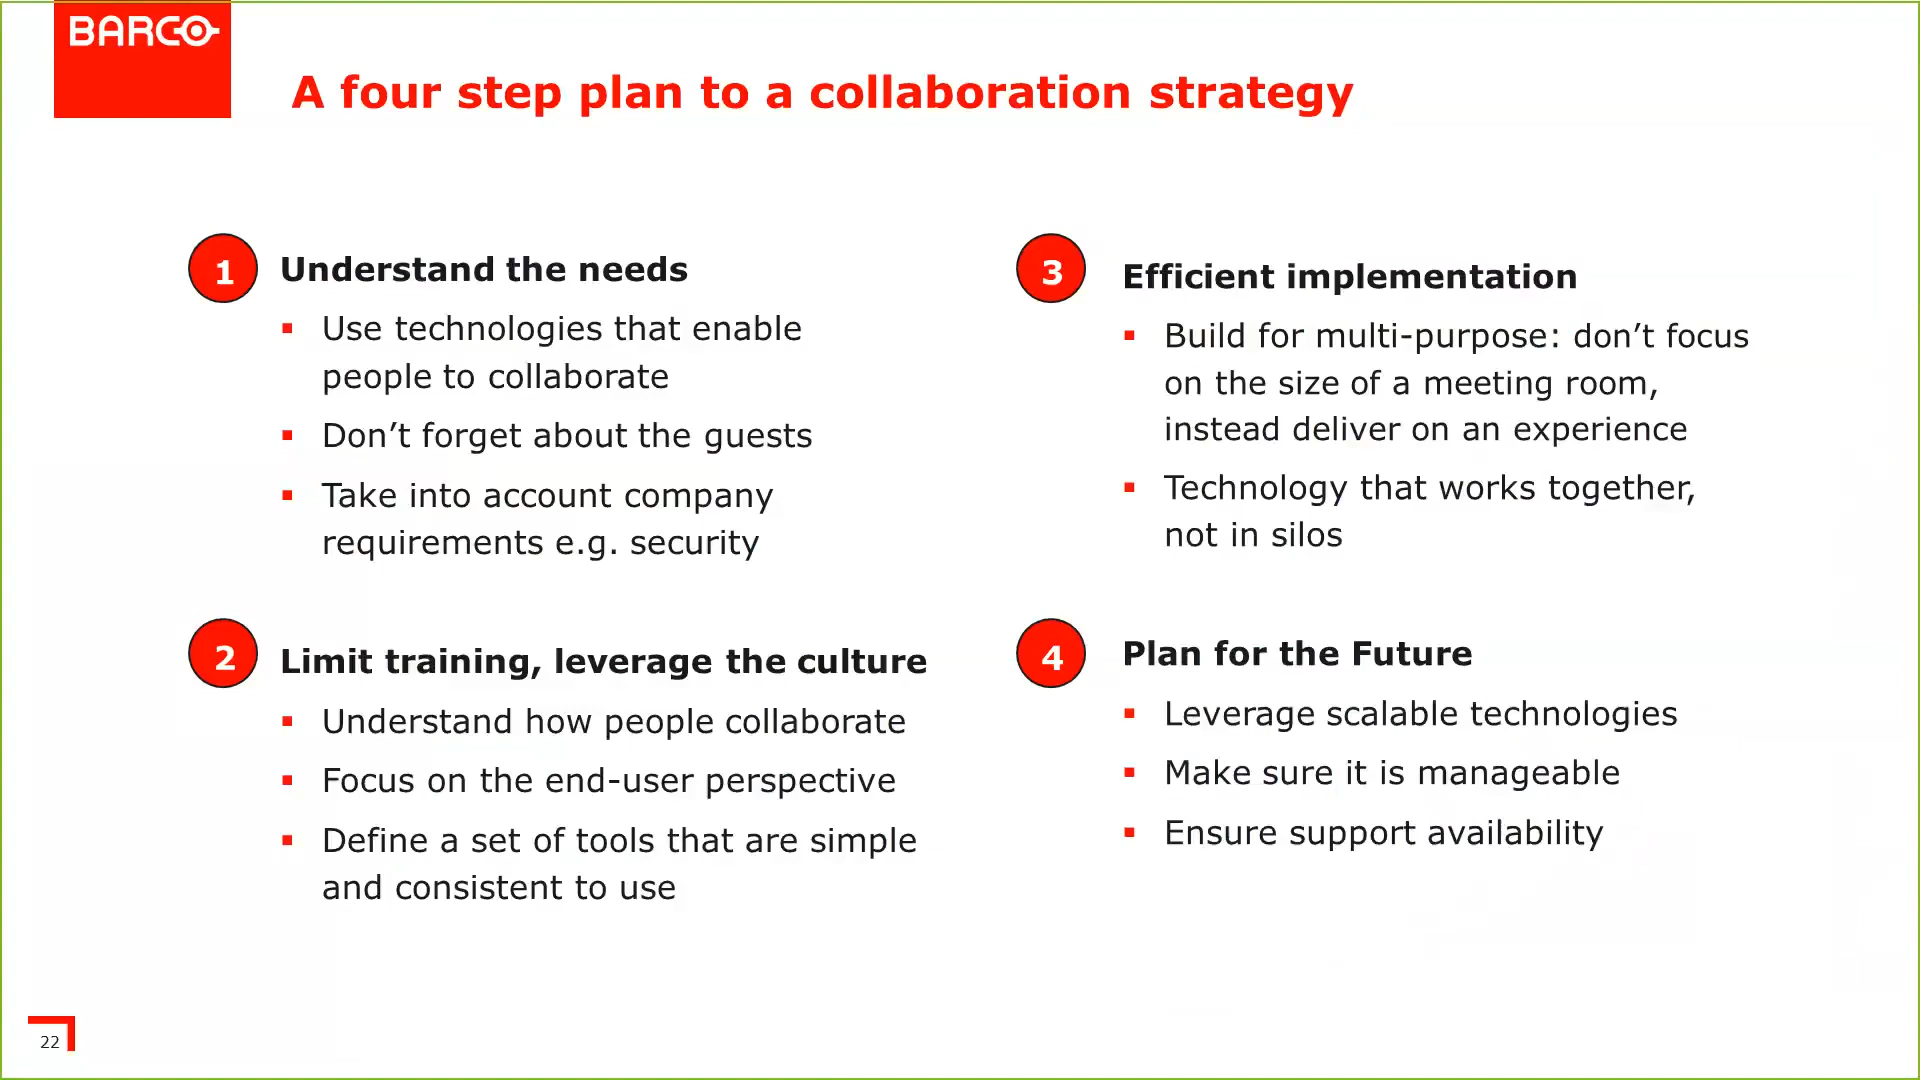 BARCO
A four step plan to a collaboration strategy
1
Understand the needs
▪ Use technologies that enable
people to collaborate
▪ Don’t forget about the guests
▪ Take into account company
requirements e.g. security
2
Limit training, leverage the culture
▪ Understand how people collaborate
▪ Focus on the end-user perspective
▪ Define a set of tools that are simple
and consistent to use
3
Efficient implementation
▪ Build for multi-purpose: don’t focus
on the size of a meeting room,
instead deliver on an experience
▪ Technology that works together,
not in silos
4
Plan for the Future
▪ Leverage scalable technologies
▪ Make sure it is manageable
▪ Ensure support availability
22